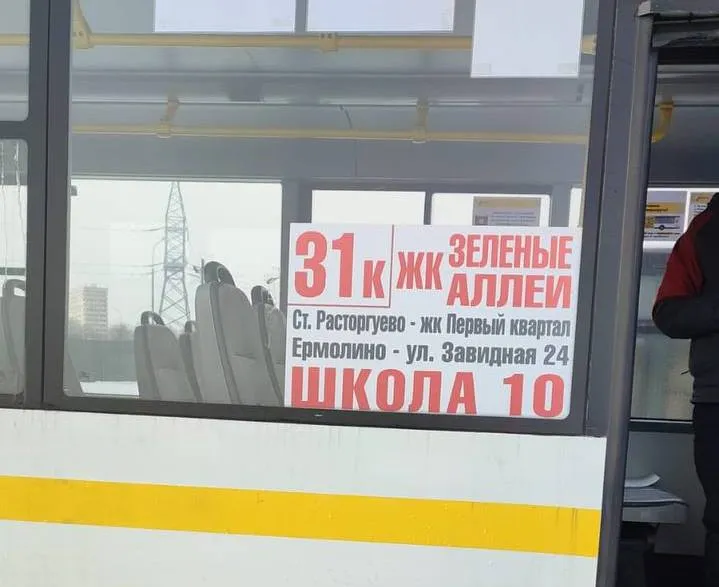 31к ЖК ЗЕЛЕНЫЕ
АЛЛЕИ
Ст. Расторгуево - жк Первый квартал
Ермолино - ул. Завидная 24
ШКОЛА 10